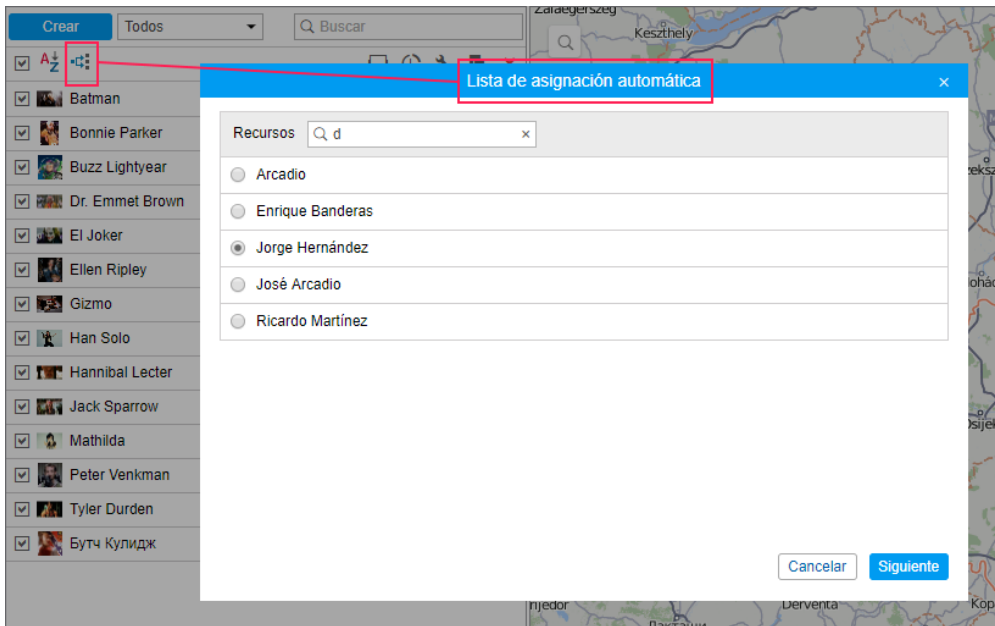 Crear
Todos
Buscar
Zalaegerszeg
Keszthely
Lista de asignación automática
Batman
Bonnie Parker
Buzz Lightyear
Dr. Emmet Brown
El Joker
Ellen Ripley
Gizmo
Han Solo
Hannibal Lecter
Jack Sparrow
Mathilda
Peter Venkman
Tyler Durden
Бутч Кулидж
Recursos
d
Arcadio
Enrique Banderas
Jorge Hernández
José Arcadio
Ricardo Martínez
Cancelar
Siguiente
Derventa